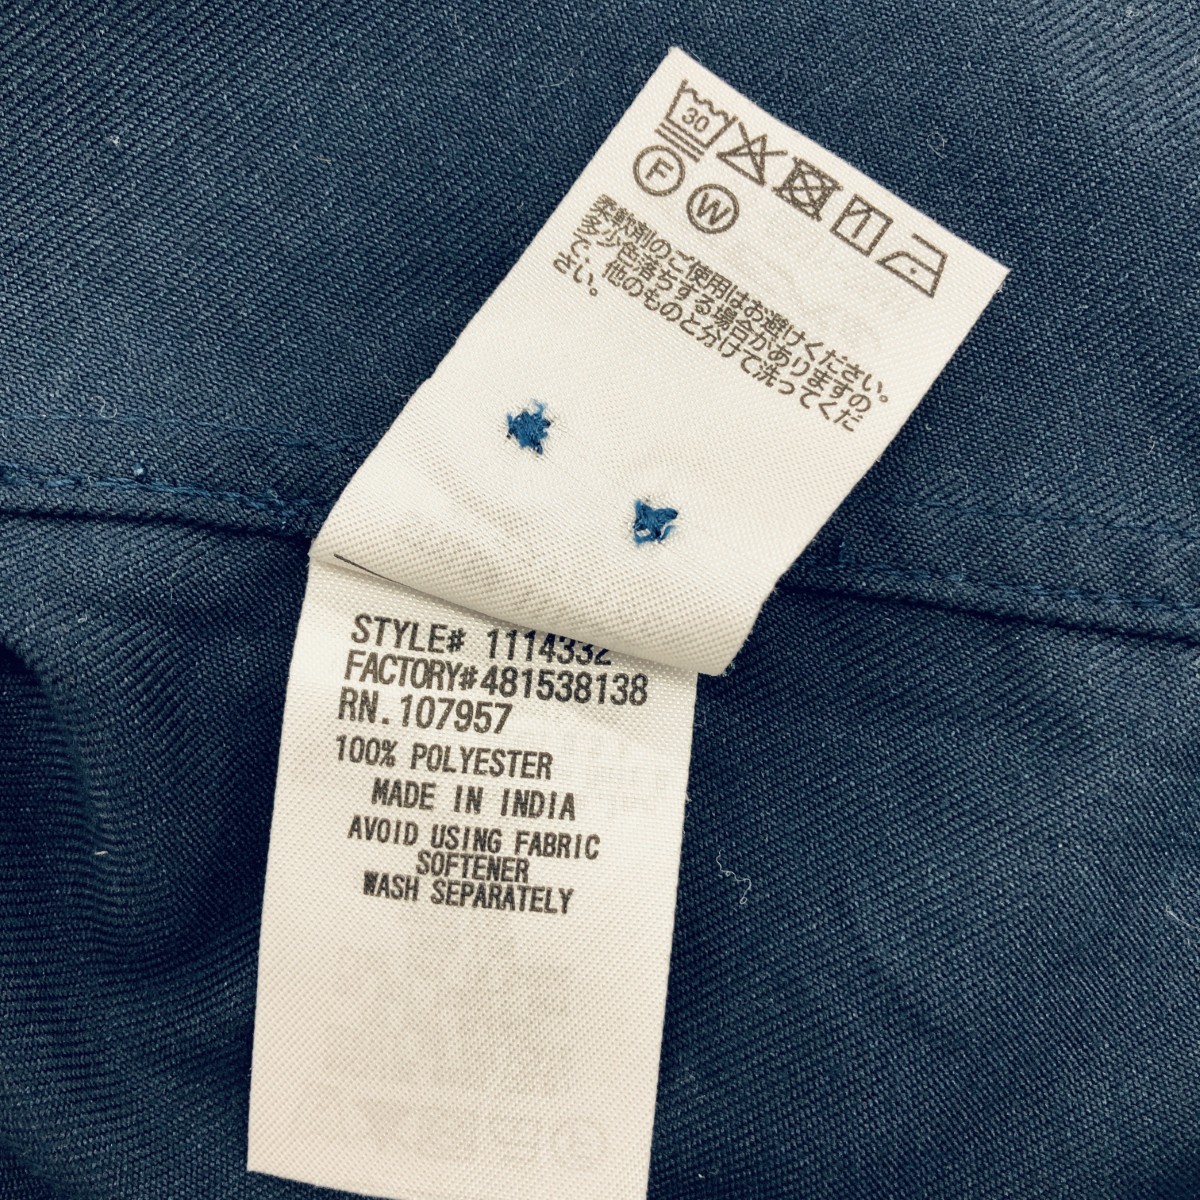 30
F W
柔軟剤のご使用はお避けください。
多少色落ちする場合がありますの
で、他のものと分けて洗ってくだ
さい。
STYLE# 1114332
FACTORY#481538138
RN.107957
100% POLYESTER
MADE IN INDIA
AVOID USING FABRIC
SOFTENER
WASH SEPARATELY